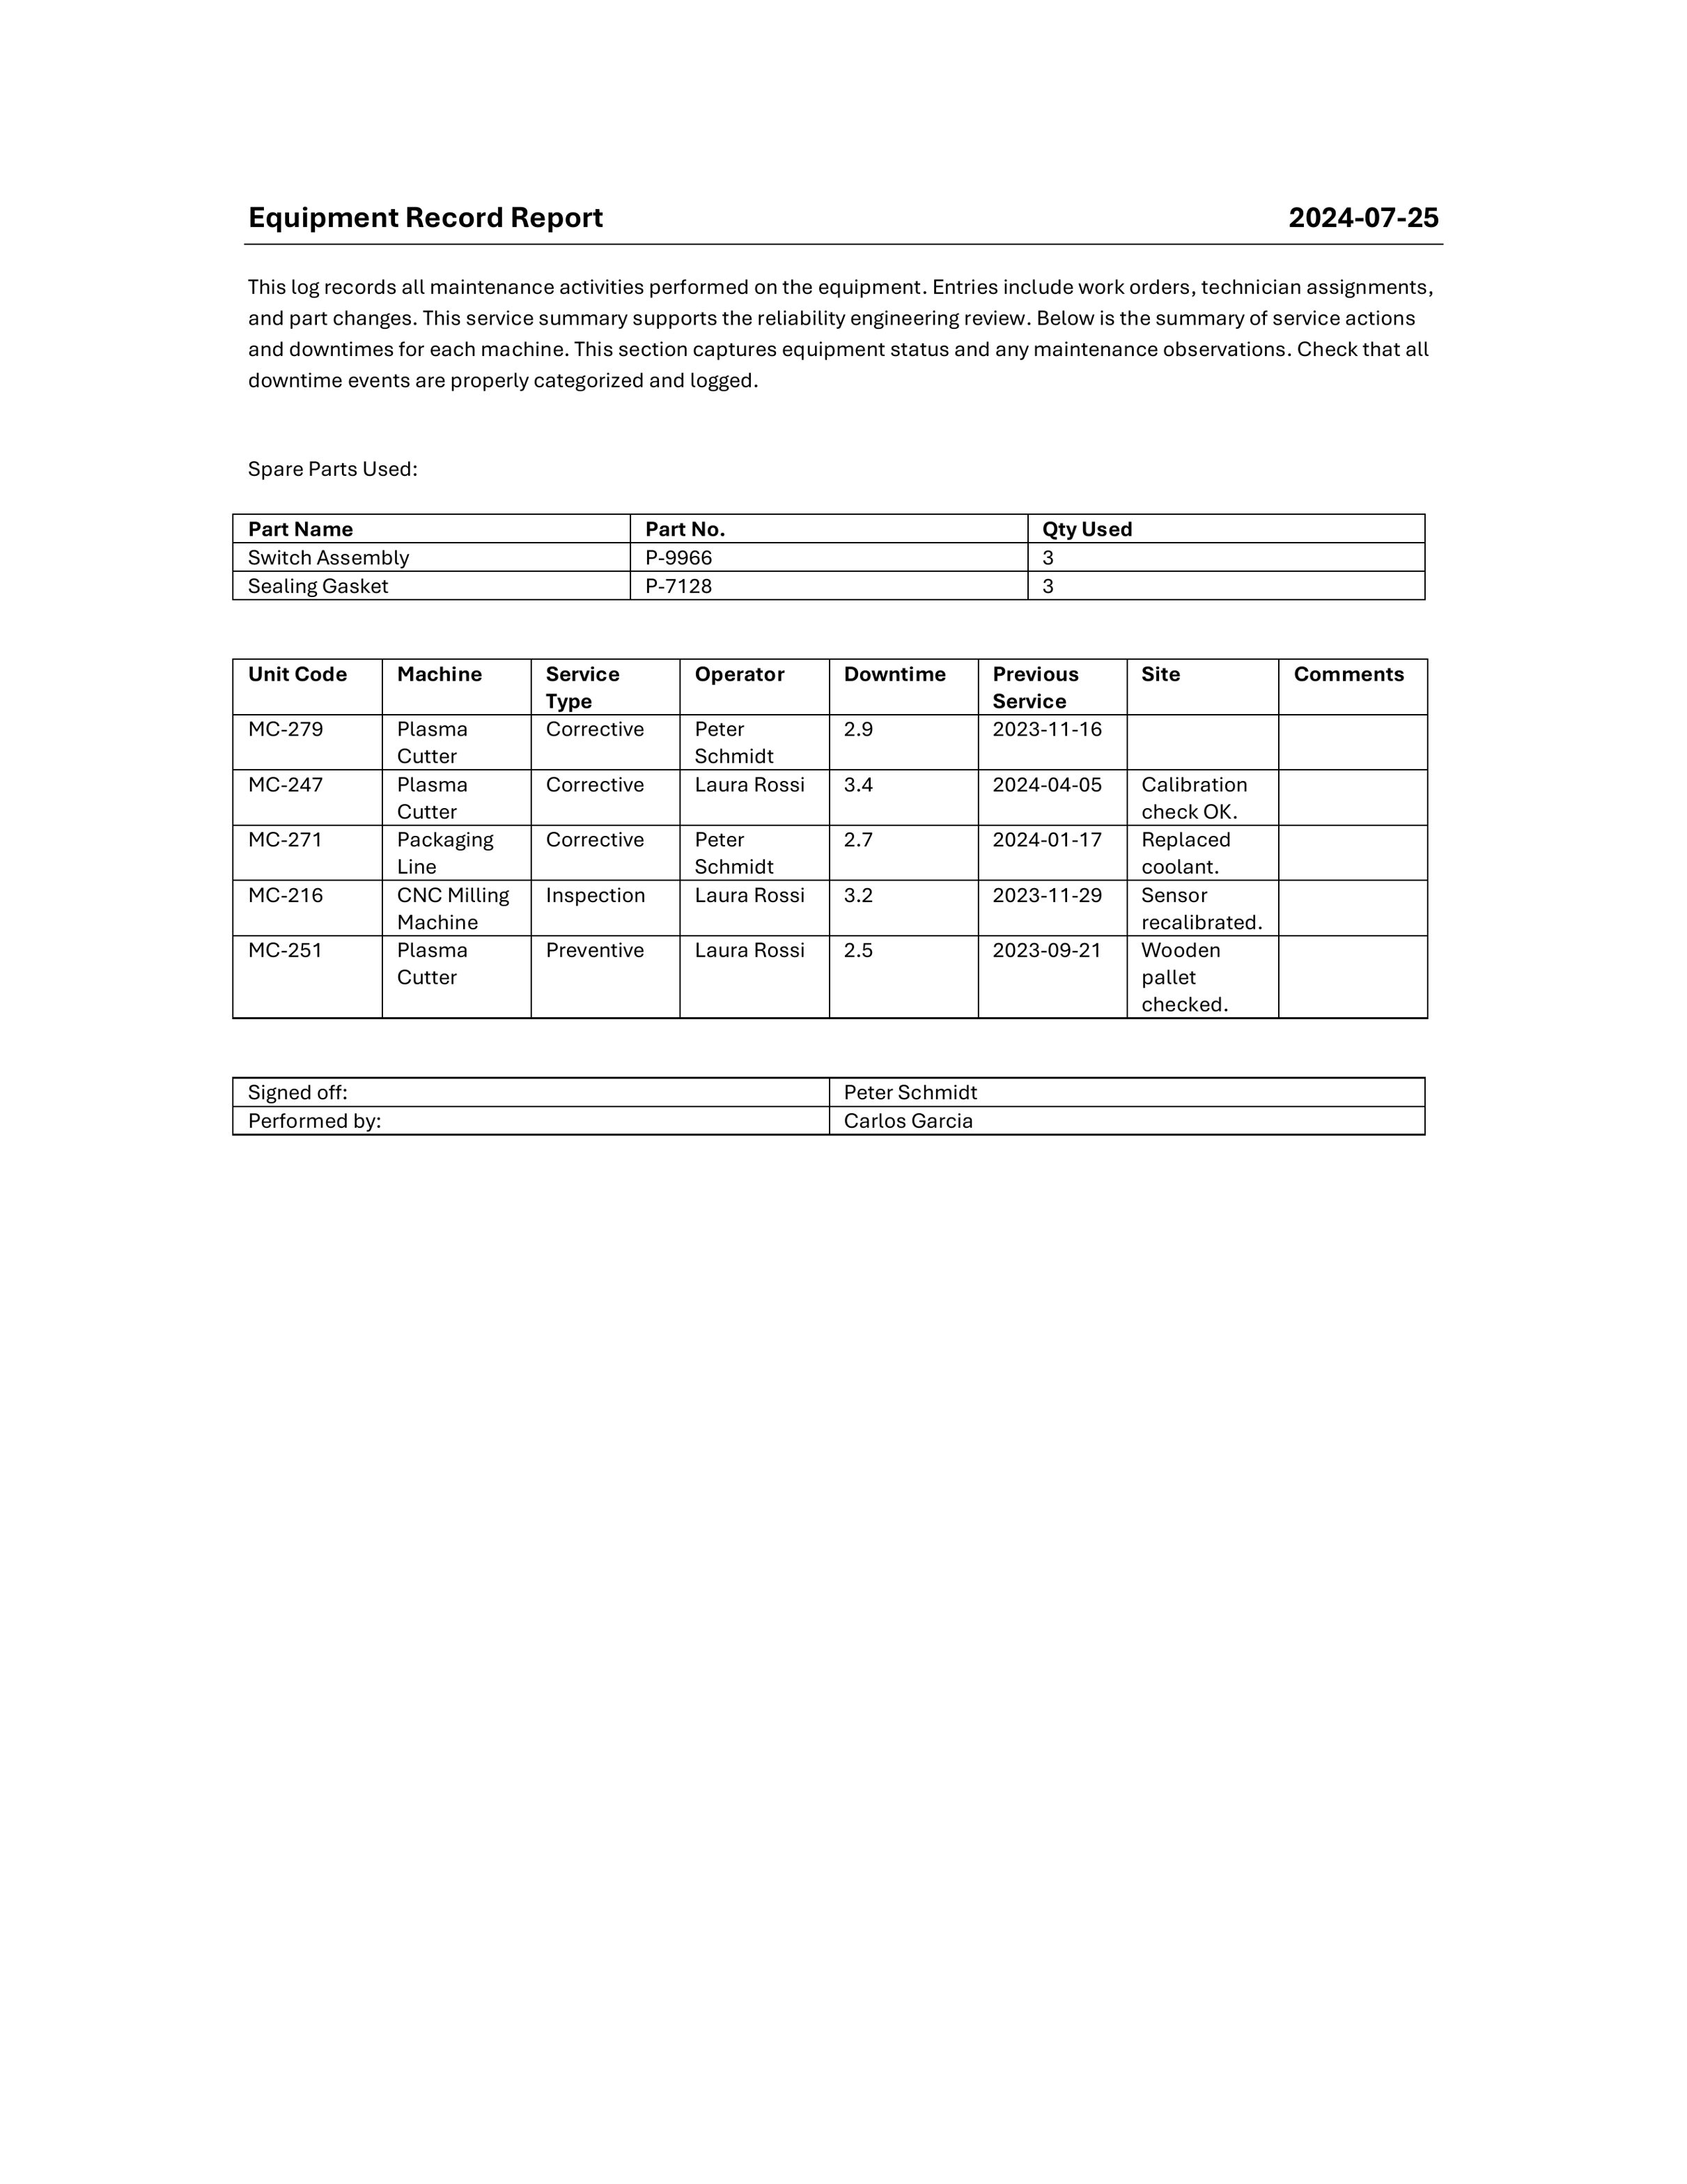 Equipment Record Report 2024-07-25
This log records all maintenance activities performed on the equipment. Entries include work orders, technician assignments,
and part changes. This service summary supports the reliability engineering review. Below is the summary of service actions
and downtimes for each machine. This section captures equipment status and any maintenance observations. Check that all
downtime events are properly categorized and logged.
Spare Parts Used:
Part Name Part No. Qty Used
Switch Assembly P-9966 3
Sealing Gasket P-7128 3
Unit Code Machine Service Operator Downtime Previous Site Comments
Type Service
MC-279 Plasma Corrective Peter 2.9 2023-11-16
Cutter Schmidt
MC-247 Plasma Corrective Laura Rossi 3.4 2024-04-05 Calibration
Cutter check OK.
MC-271 Packaging Corrective Peter 2.7 2024-01-17 Replaced
Line Schmidt coolant.
MC-216 CNC Milling Inspection Laura Rossi 3.2 2023-11-29 Sensor
Machine recalibrated.
MC-251 Plasma Preventive Laura Rossi 2.5 2023-09-21 Wooden
Cutter pallet
checked.
Signed off: Peter Schmidt
Performed by: Carlos Garcia